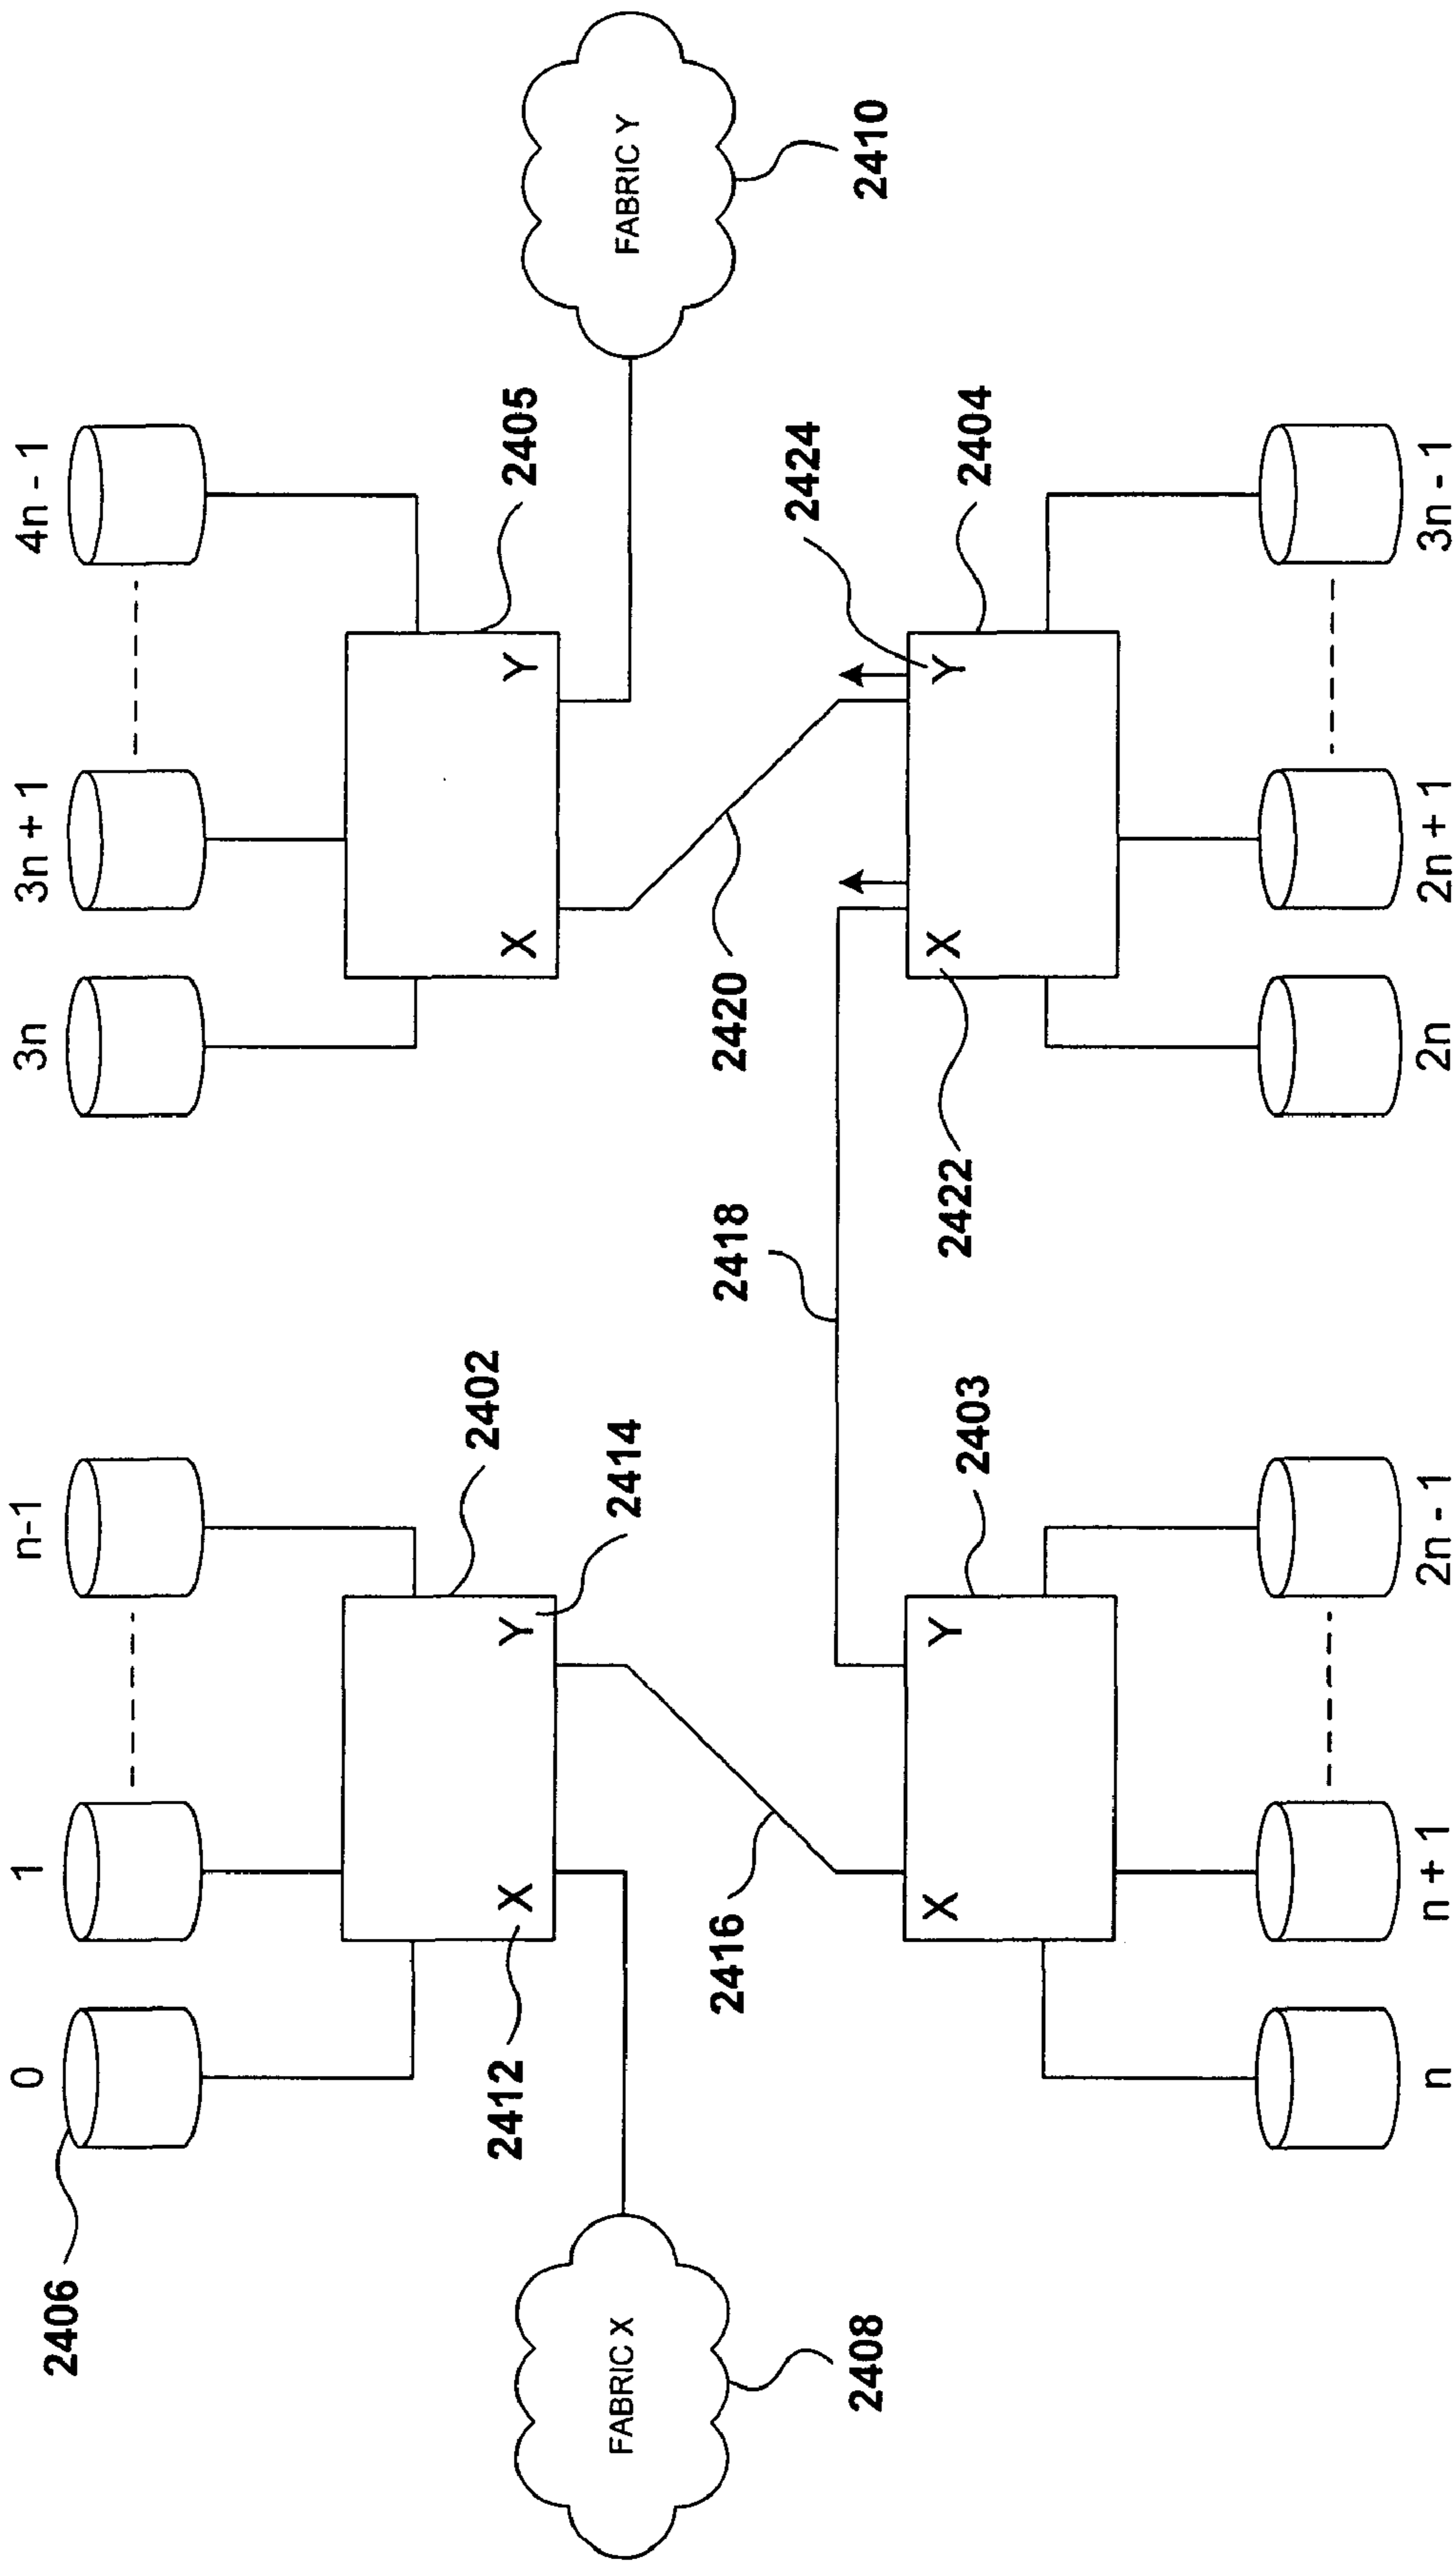 0
1
n-1
3n
3n + 1
4n - 1
2406
2402
2405
X
Y
X
Y
2412
2414
FABRIC X
FABRIC Y
2408
2416
2418
2420
2424
2410
X
Y
X
Y
2403
2422
2404
n
n + 1
2n - 1
2n
2n + 1
3n - 1